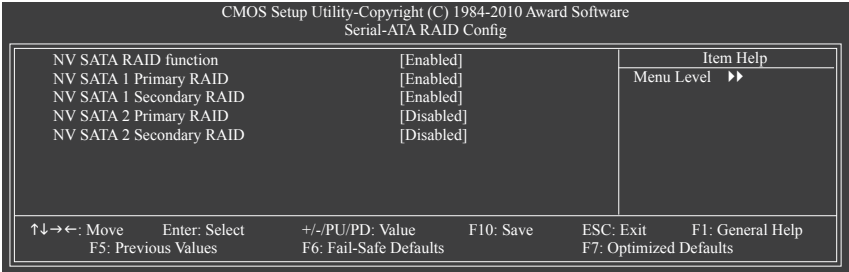 CMOS Setup Utility-Copyright (C) 1984-2010 Award Software
Serial-ATA RAID Config
NV SATA RAID function [Enabled]
NV SATA 1 Primary RAID [Enabled]
NV SATA 1 Secondary RAID [Enabled]
NV SATA 2 Primary RAID [Disabled]
NV SATA 2 Secondary RAID [Disabled]
Item Help
Menu Level ▶▶
↑↓→←: Move Enter: Select +/-/PU/PD: Value F10: Save ESC: Exit F1: General Help
F5: Previous Values F6: Fail-Safe Defaults F7: Optimized Defaults